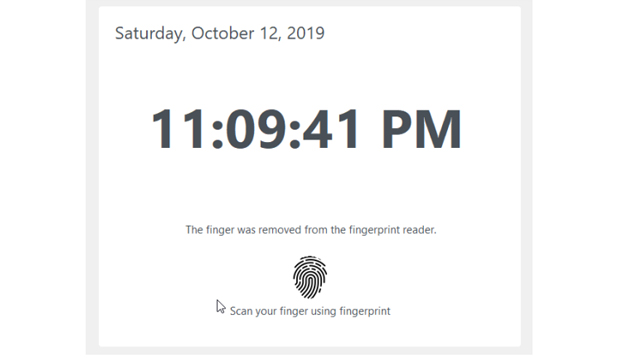 Saturday, October 12, 2019
11:09:41 PM
The finger was removed from the fingerprint reader.
Scan your finger using fingerprint